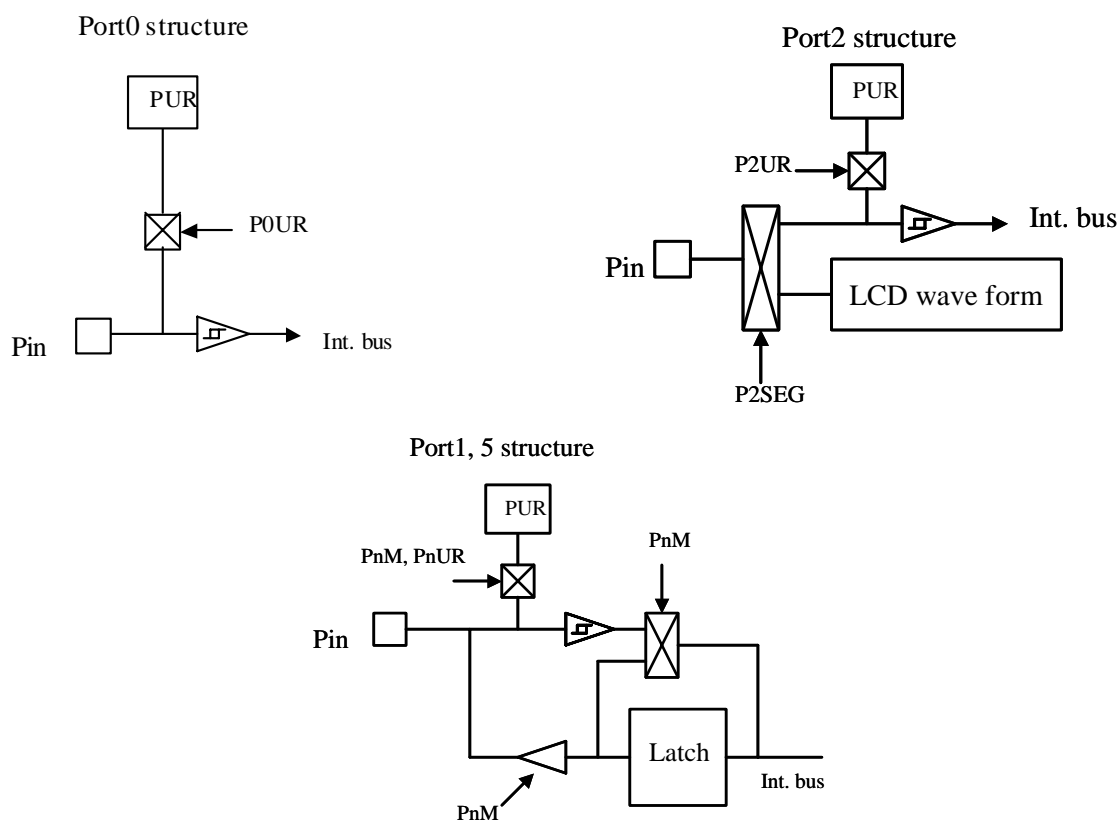 Port0 structure
PUR
P0UR
Pin
Int. bus
Port2 structure
PUR
P2UR
Int. bus
Pin
LCD wave form
P2SEG
Port1, 5 structure
PUR
PnM, PnUR
PnM
Pin
Latch
Int. bus
PnM